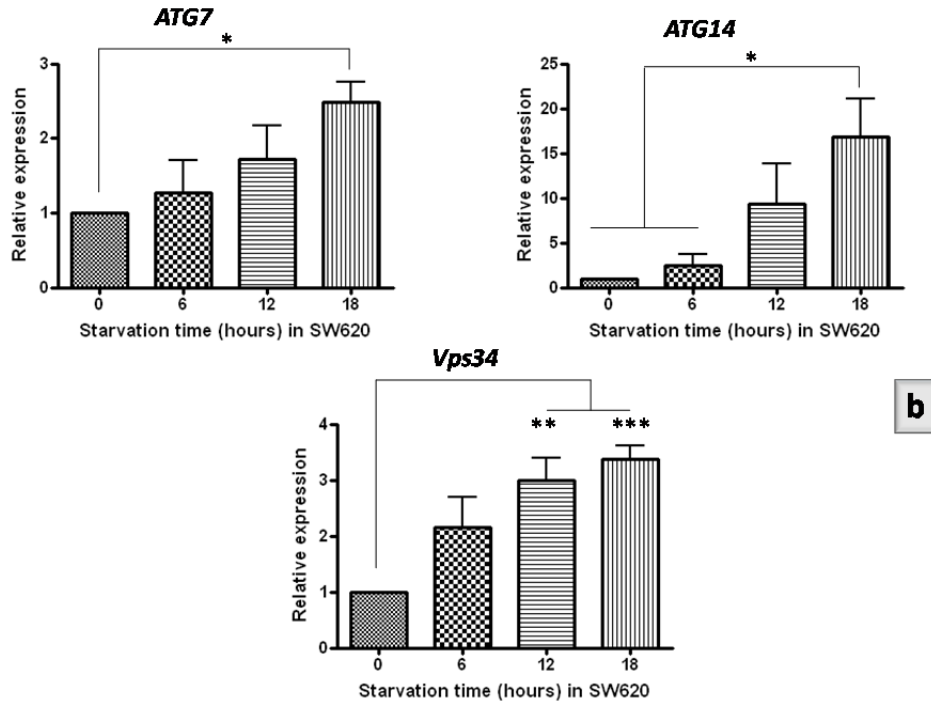 ATG7
*
Relative expression
3
2
1
0
0 6 12 18
Starvation time (hours) in SW620
ATG14
*
Relative expression
25
20
15
10
5
0
0 6 12 18
Starvation time (hours) in SW620
Vps34
** ***
Relative expression
4
3
2
1
0
0 6 12 18
Starvation time (hours) in SW620
b